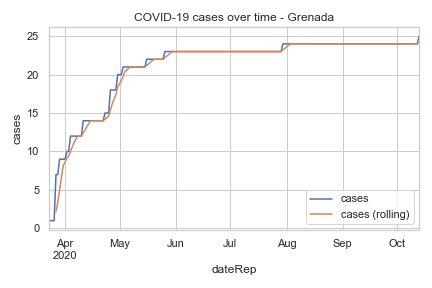 COVID-19 cases over time - Grenada
25
20
15
10
5
0
cases
cases
cases (rolling)
Apr May Jun Jul Aug Sep Oct
2020
dateRep